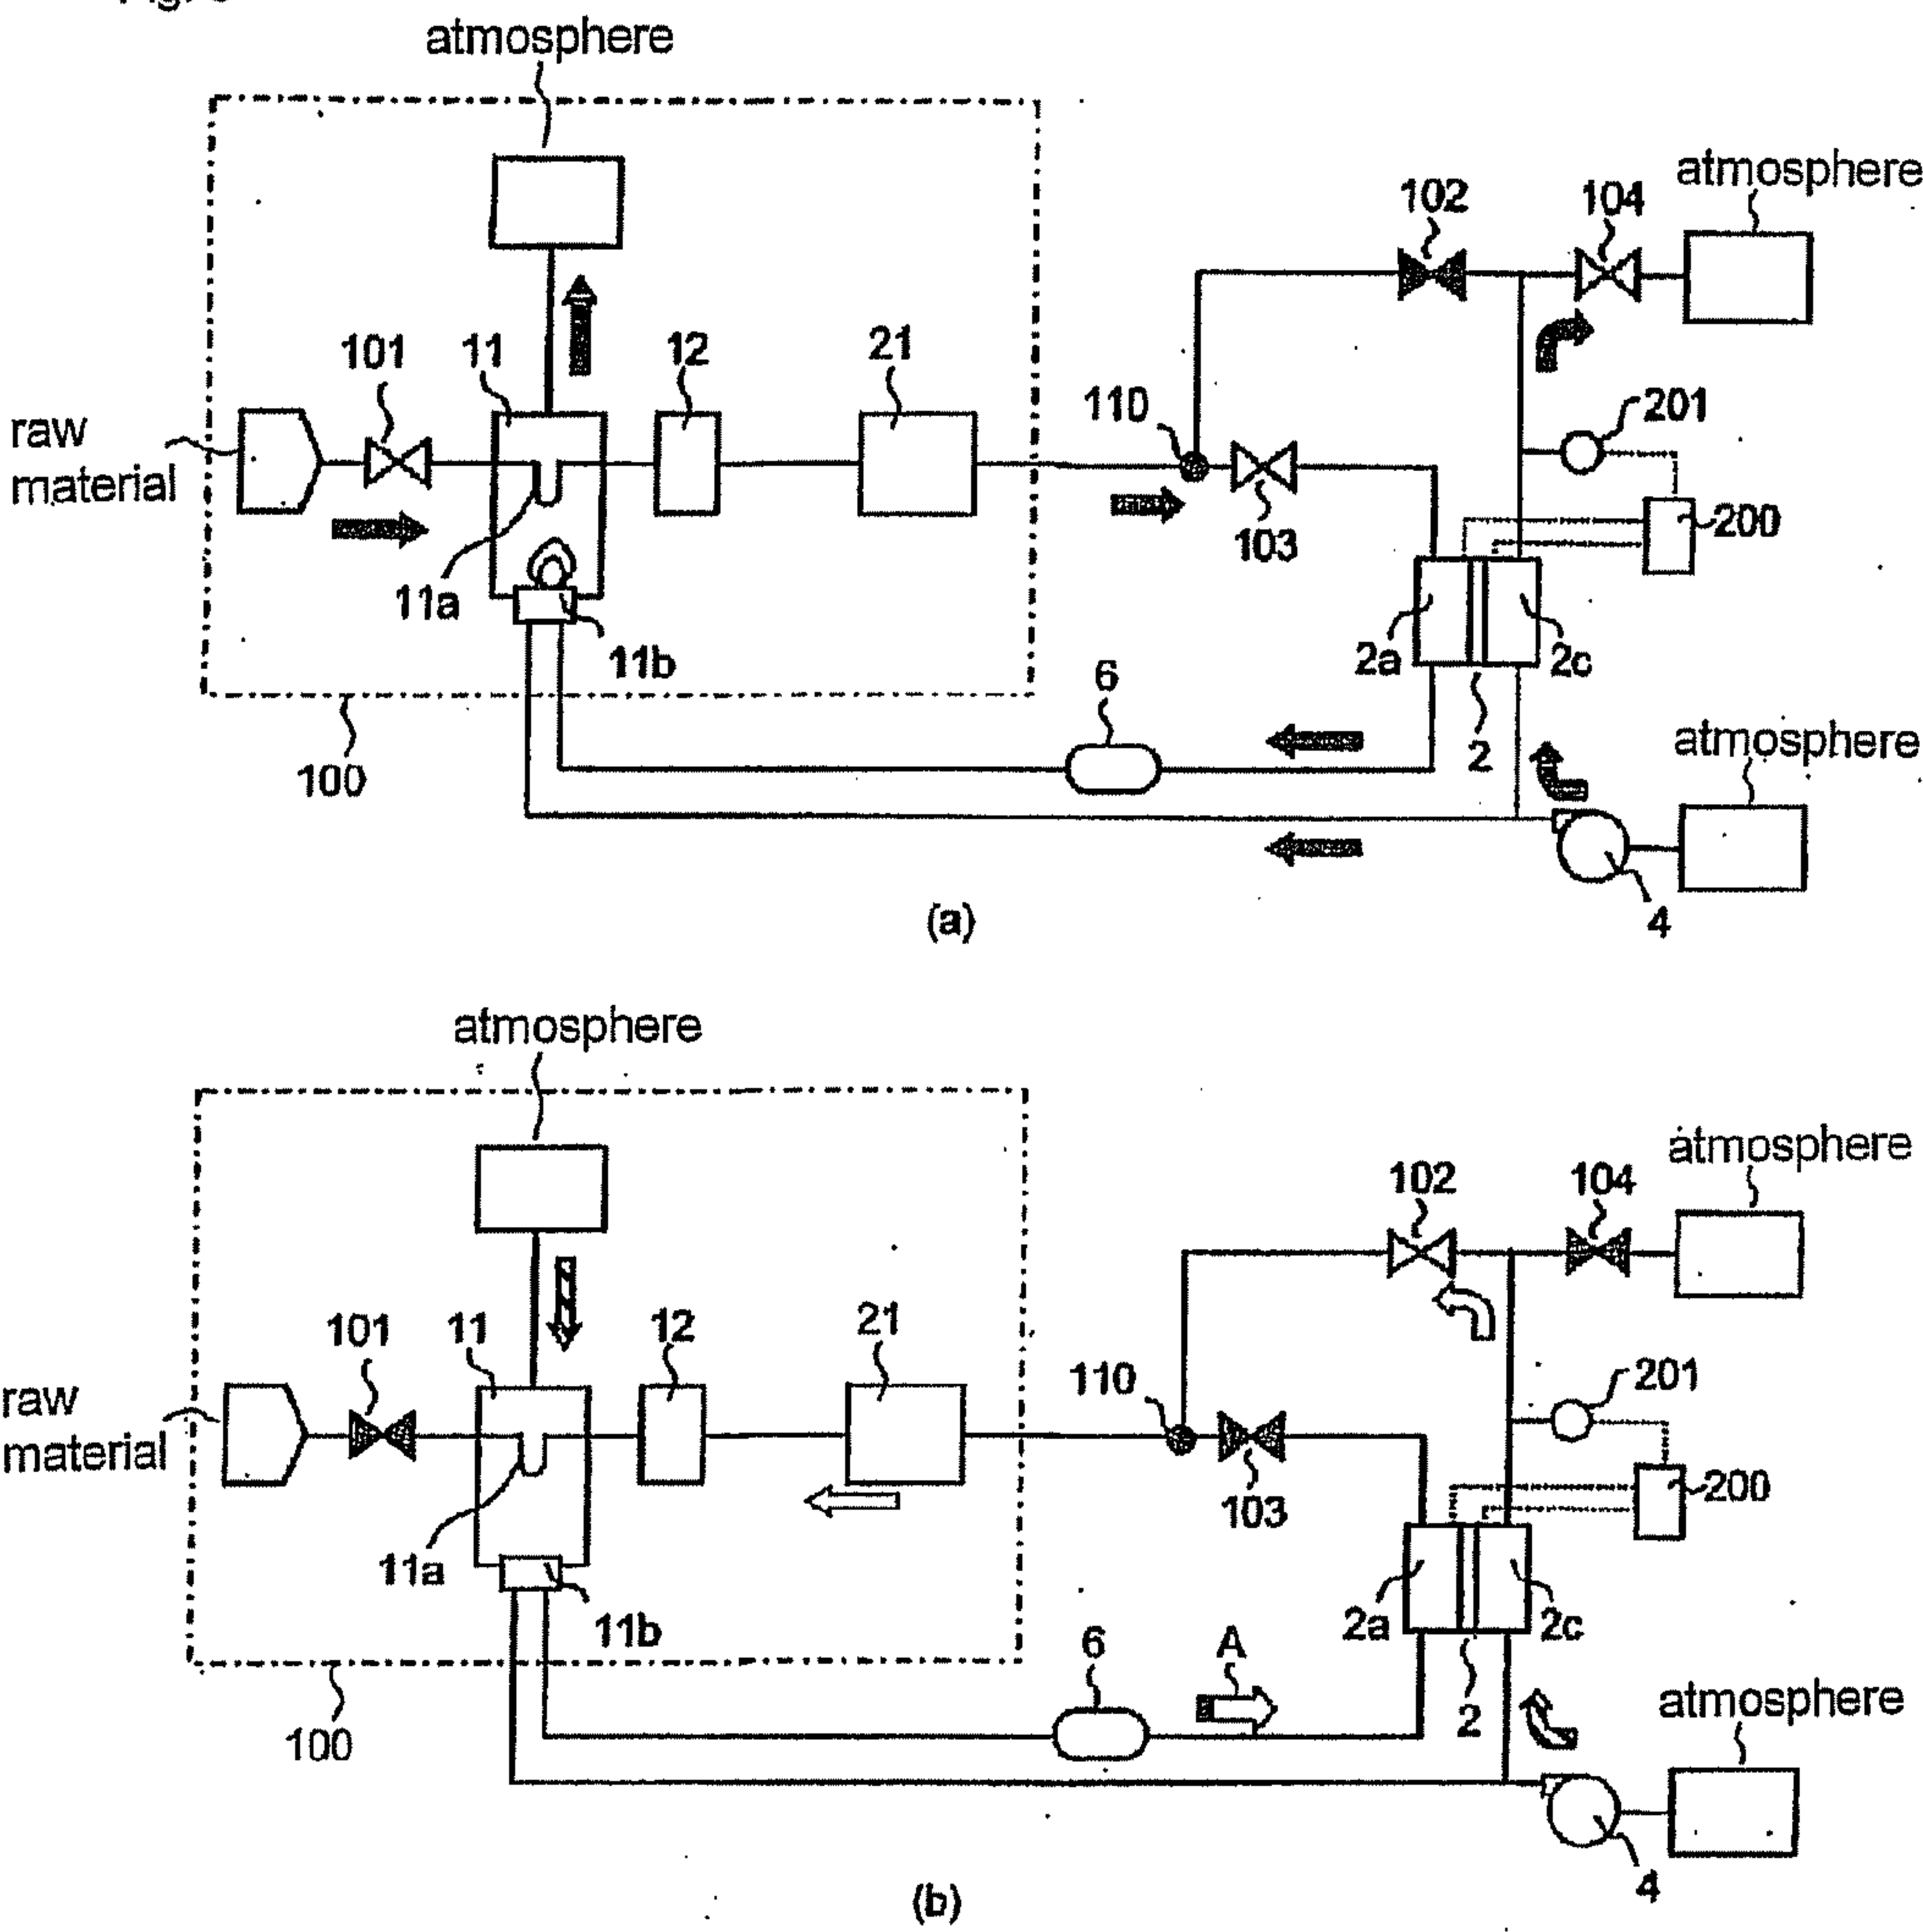 atmosphere
atmosphere
102
104
101
11
12
21
110
201
raw
material
103
200
11a
11b
2a
2c
6
2
100
atmosphere
4
(a)
atmosphere
atmosphere
102
104
101
11
12
21
110
201
raw
material
103
200
11a
11b
2a
2c
6
A
2
100
atmosphere
4
(b)